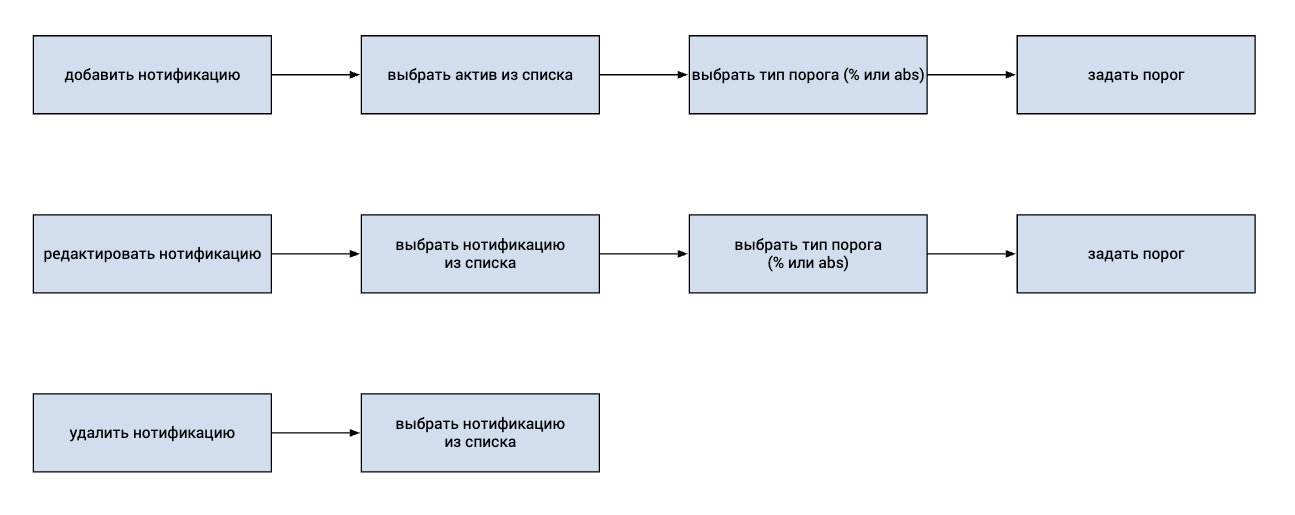 добавить нотификацию
выбрать актив из списка
выбрать тип порога (% или abs)
задать порог
редактировать нотификацию
выбрать нотификацию
из списка
выбрать тип порога
(% или abs)
задать порог
удалить нотификацию
выбрать нотификацию
из списка